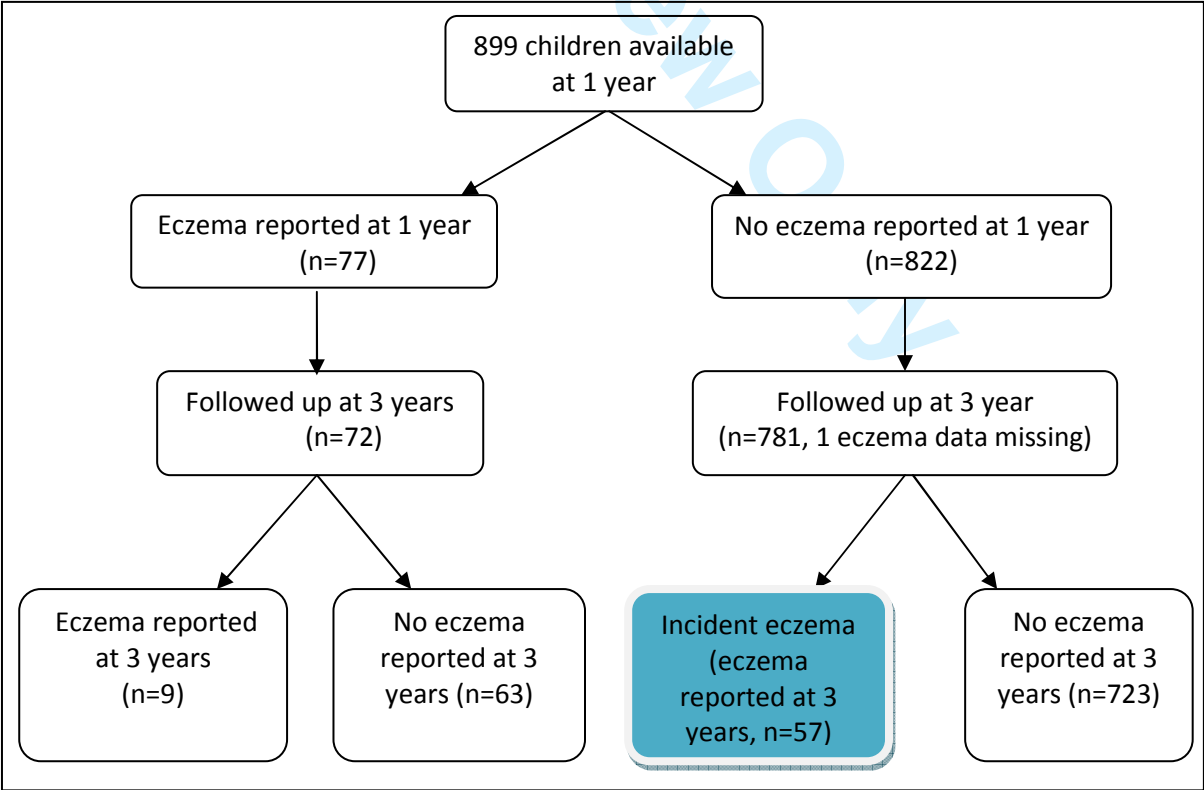 899 children available
at 1 year
Eczema reported at 1 year
(n=77)
No eczema reported at 1 year
(n=822)
Followed up at 3 years
(n=72)
Followed up at 3 year
(n=781, 1 eczema data missing)
Eczema reported
at 3 years
(n=9)
No eczema
reported at 3
years (n=63)
Incident eczema
(eczema
reported at 3
years, n=57)
No eczema
reported at 3
years (n=723)
ew Only